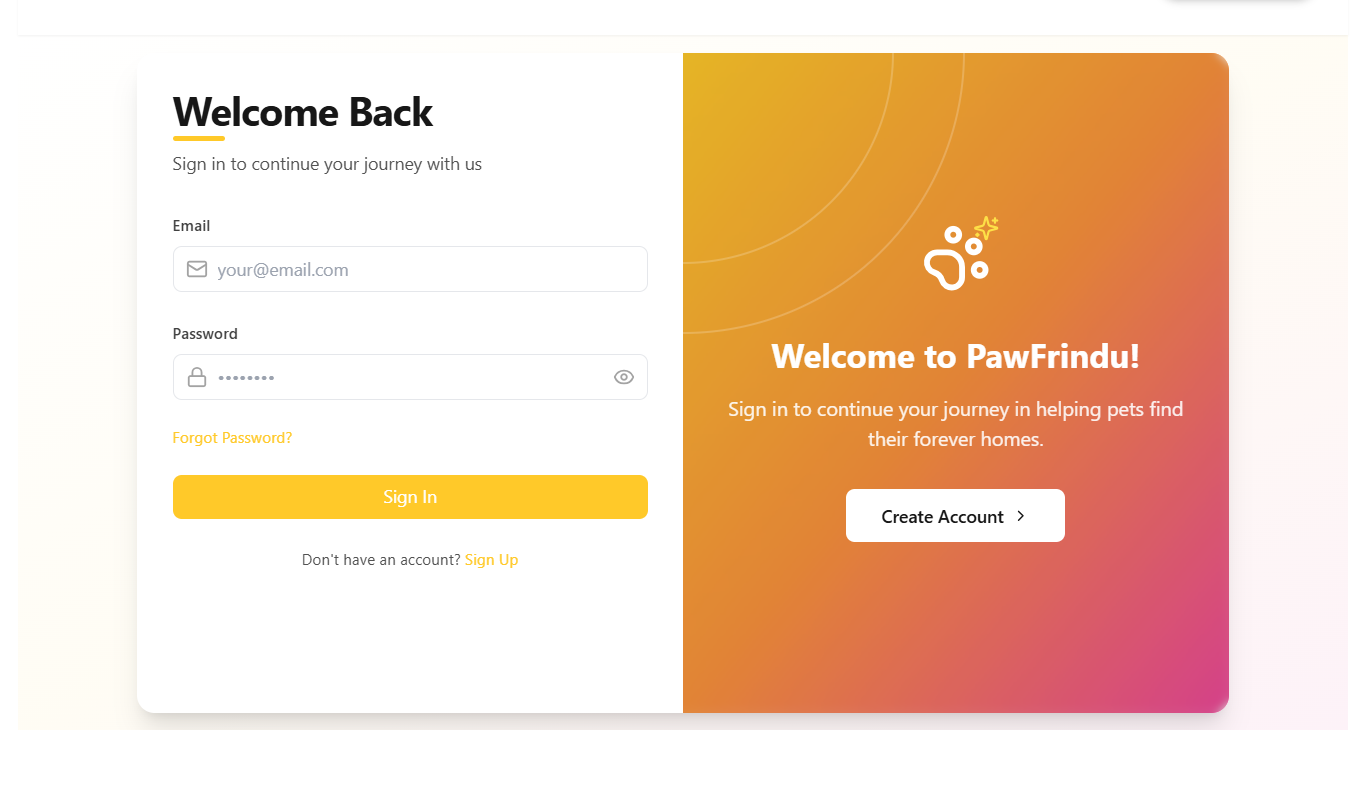 Welcome Back
Sign in to continue your journey with us
Email
your@email.com
Password
••••••••
Forgot Password?
Sign In
Don't have an account? Sign Up
Welcome to PawFrindu!
Sign in to continue your journey in helping pets find
their forever homes.
Create Account